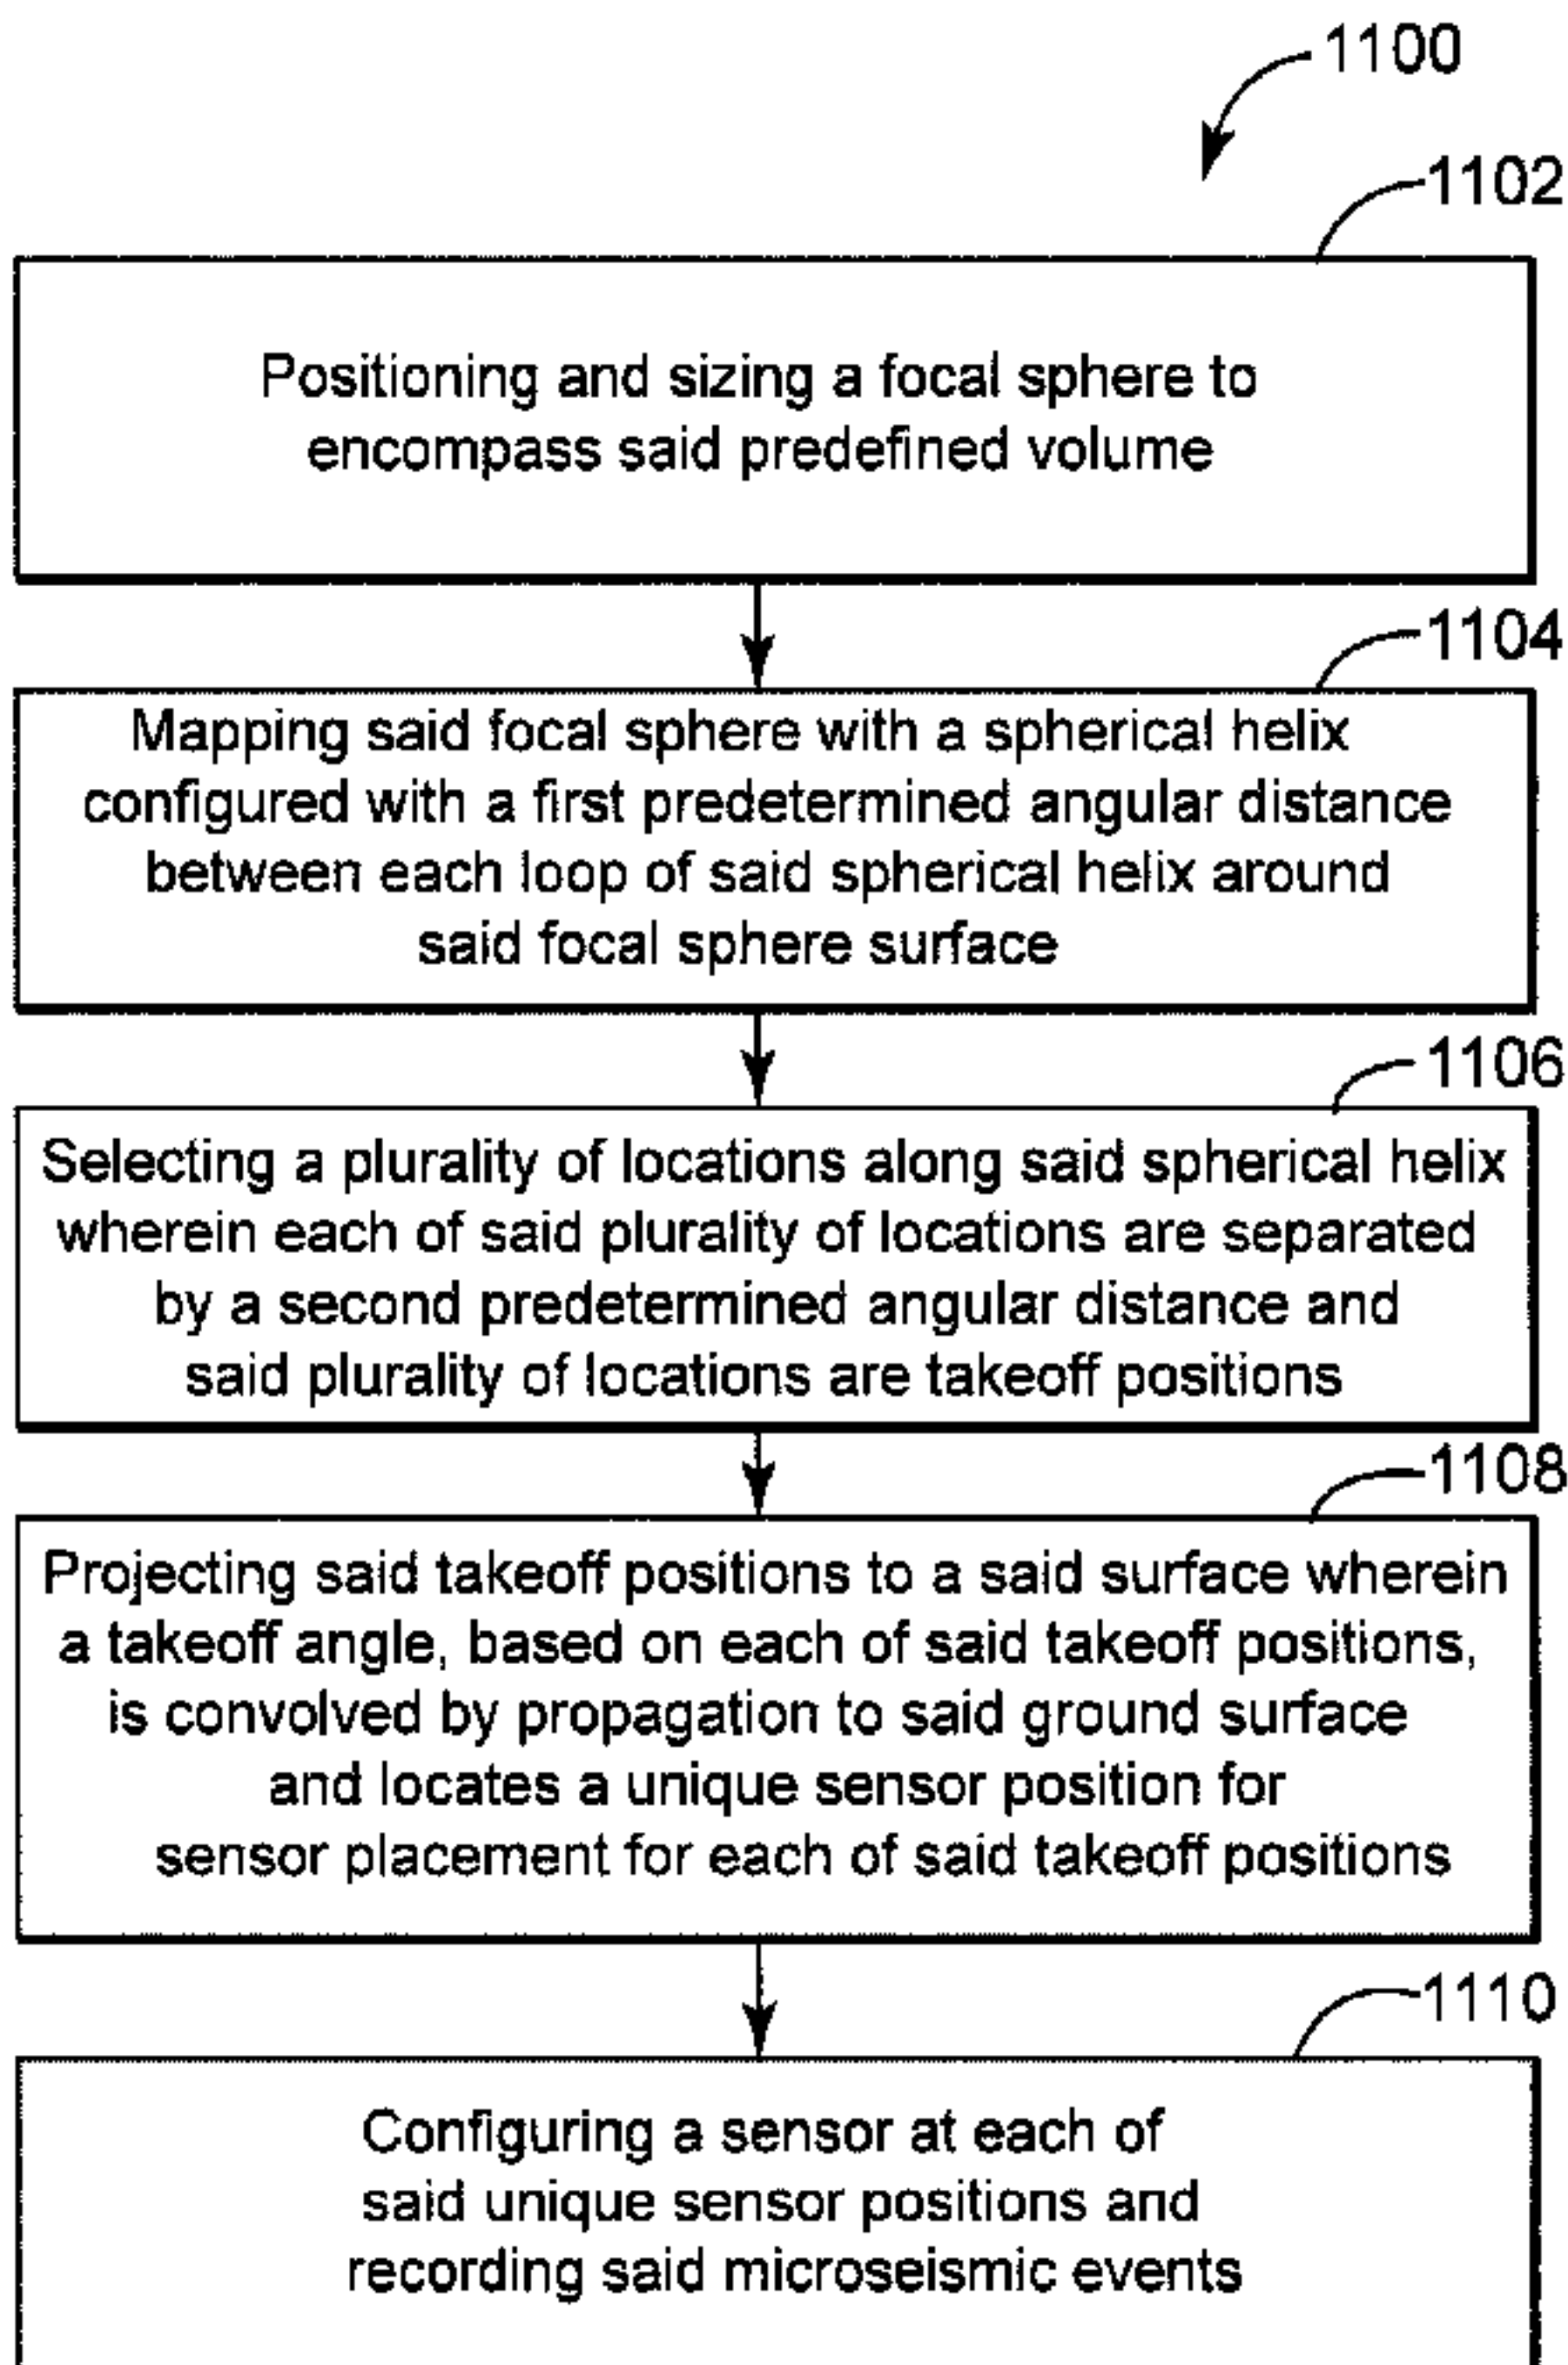 1100
1102
Positioning and sizing a focal sphere to
encompass said predefined volume
1104
Mapping said focal sphere with a spherical helix
configured with a first predetermined angular distance
between each loop of said spherical helix around
said focal sphere surface
1106
Selecting a plurality of locations along said spherical helix
wherein each of said plurality of locations are separated
by a second predetermined angular distance and
said plurality of locations are takeoff positions
1108
Projecting said takeoff positions to a said surface wherein
a takeoff angle, based on each of said takeoff positions,
is convolved by propagation to said ground surface
and locates a unique sensor position for
sensor placement for each of said takeoff positions
1110
Configuring a sensor at each of
said unique sensor positions and
recording said microseismic events